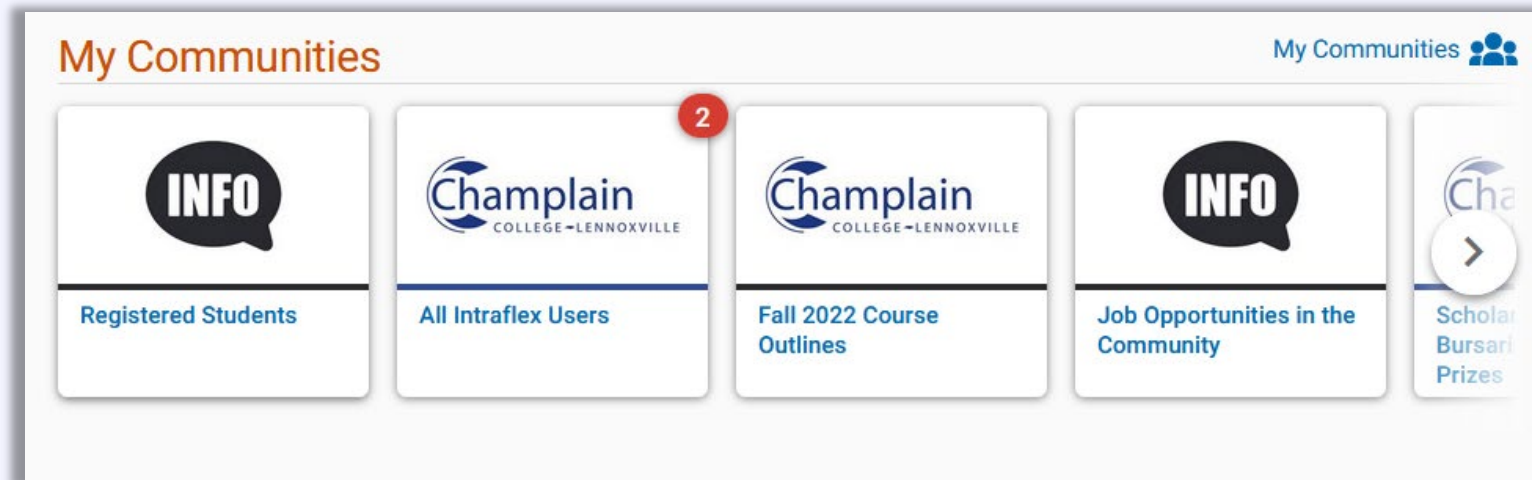 My Communities
My Communities
2
INFO
Champlain
COLLEGE-LENNOXVILLE
Champlain
COLLEGE-LENNOXVILLE
INFO
Registered Students
All Intraflex Users
Fall 2022 Course
Outlines
Job Opportunities in the
Community
Prizes